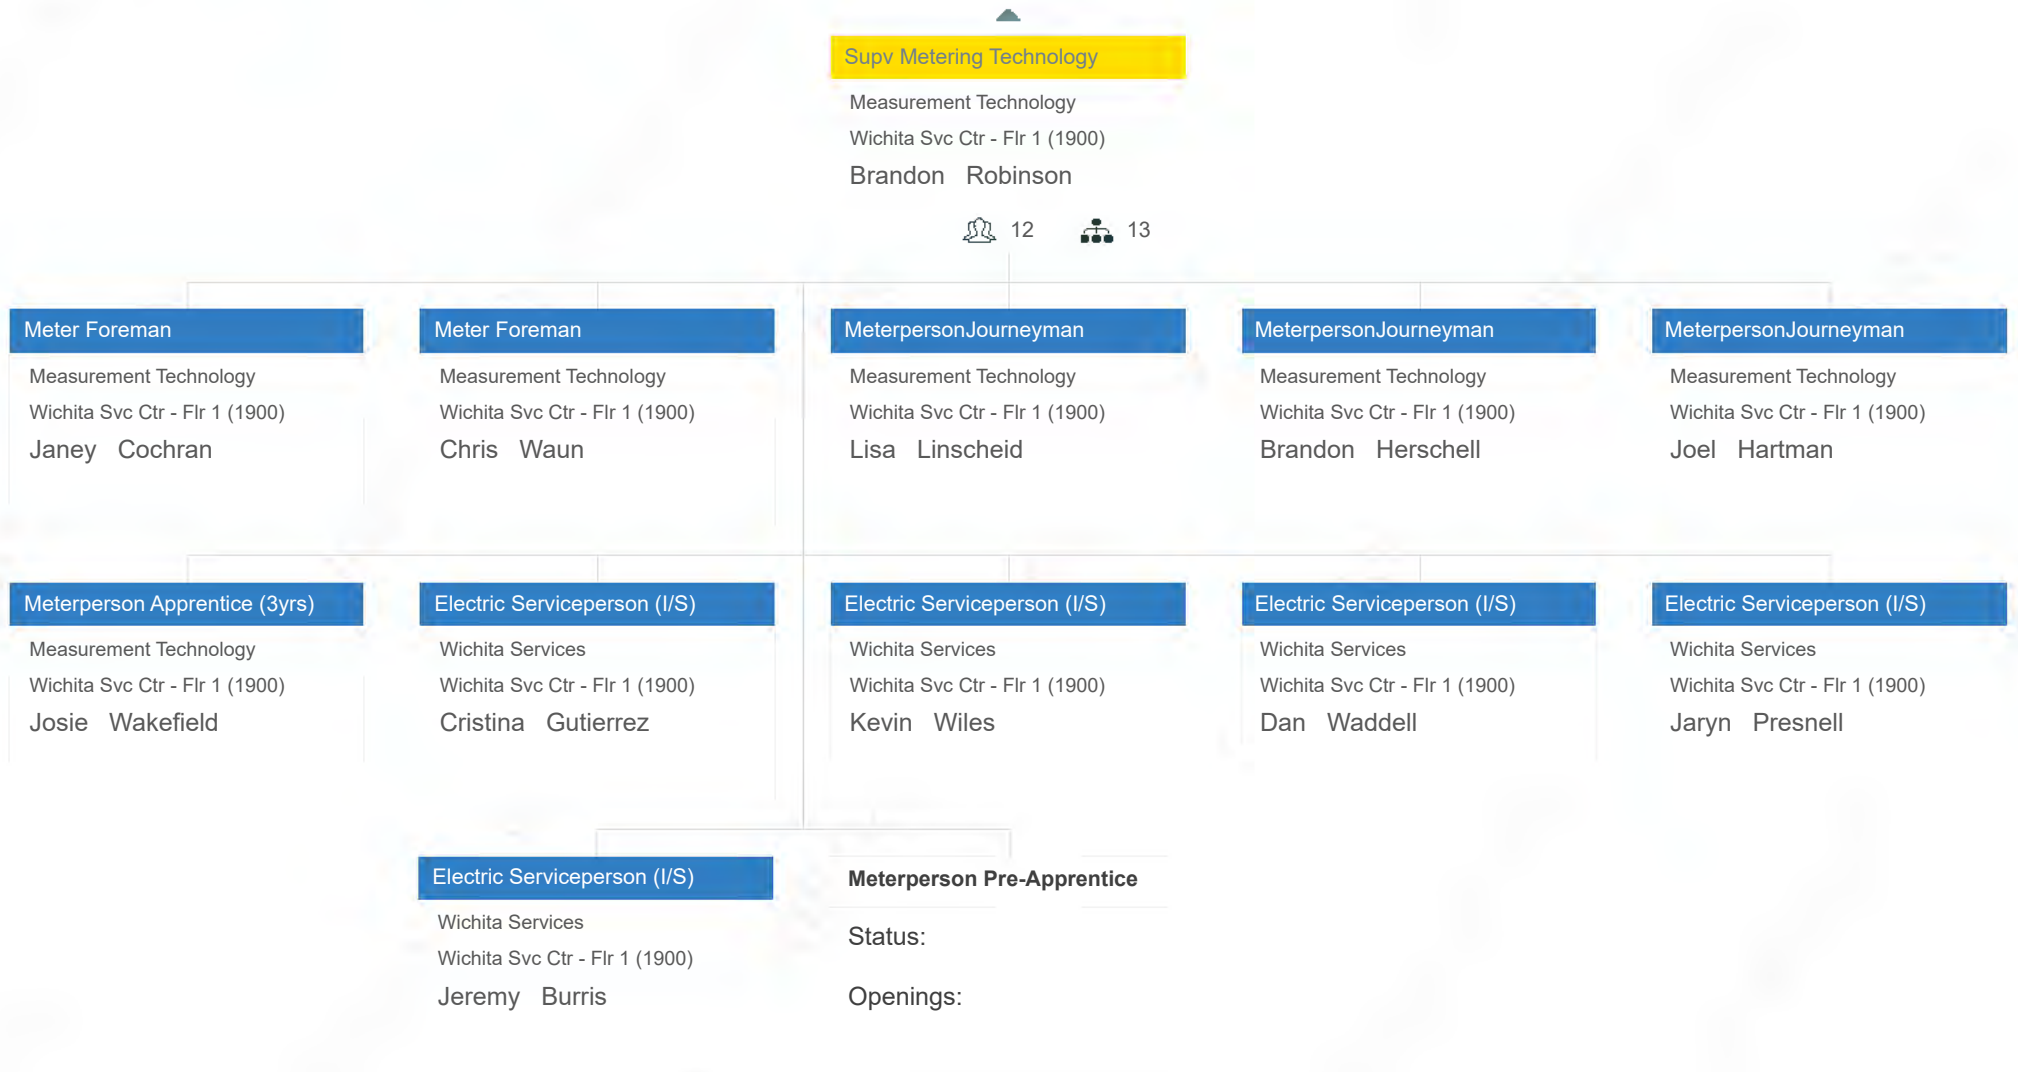 Supv Metering Technology
Measurement Technology
Wichita Svc Ctr - Flr 1 (1900)
Brandon Robinson
12 13
Meter Foreman
Measurement Technology
Wichita Svc Ctr - Flr 1 (1900)
Janey Cochran
Meter Foreman
Measurement Technology
Wichita Svc Ctr - Flr 1 (1900)
Chris Waun
MeterpersonJourneyman
Measurement Technology
Wichita Svc Ctr - Flr 1 (1900)
Lisa Linscheid
MeterpersonJourneyman
Measurement Technology
Wichita Svc Ctr - Flr 1 (1900)
Brandon Herschell
MeterpersonJourneyman
Measurement Technology
Wichita Svc Ctr - Flr 1 (1900)
Joel Hartman
Meterperson Apprentice (3yrs)
Measurement Technology
Wichita Svc Ctr - Flr 1 (1900)
Josie Wakefield
Electric Serviceperson (I/S)
Wichita Services
Wichita Svc Ctr - Flr 1 (1900)
Cristina Gutierrez
Electric Serviceperson (I/S)
Wichita Services
Wichita Svc Ctr - Flr 1 (1900)
Kevin Wiles
Electric Serviceperson (I/S)
Wichita Services
Wichita Svc Ctr - Flr 1 (1900)
Dan Waddell
Electric Serviceperson (I/S)
Wichita Services
Wichita Svc Ctr - Flr 1 (1900)
Jaryn Presnell
Electric Serviceperson (I/S)
Wichita Services
Wichita Svc Ctr - Flr 1 (1900)
Jeremy Burris
Meterperson Pre-Apprentice
Status:
Openings: